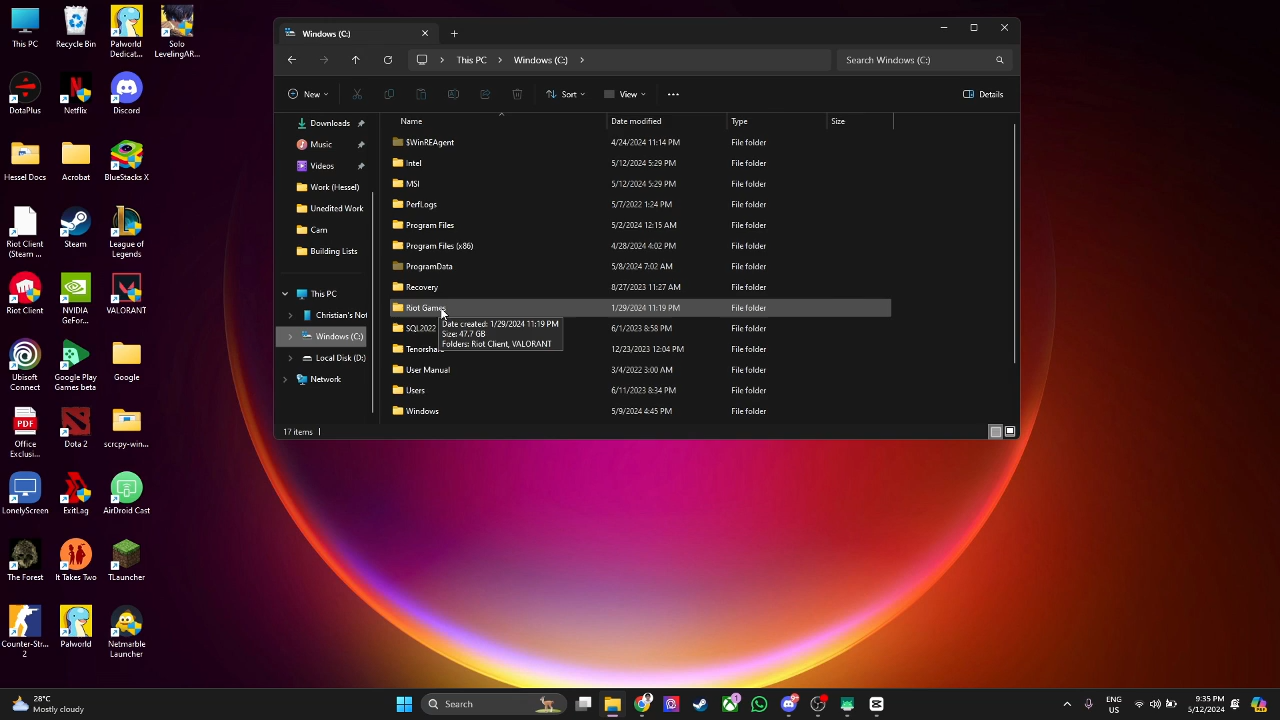 This PC
Recycle Bin
Palworld
Dedicat...
Solo
LevelingAR...
DotaPlus
Netflix
Discord
Hessel Docs
Acrobat
BlueStacks X
Riot Client
(Steam ...
Steam
League of
Legends
Riot Client
NVIDIA
GeFor...
VALORANT
Ubisoft
Connect
Google Play
Games beta
Google
PDF
Office
Exclusi...
Dota 2
scrcpy-win...
LonelyScreen
ExitLag
AirDroid Cast
The Forest
It Takes Two
TLauncher
Counter-Str...
2
Palworld
Netmarble
Launcher
Windows (C:)
This PC
Windows (C:)
Search Windows (C:)
New
Sort
View
Details
Downloads
Music
Videos
Work (Hessel)
Unedited Work
Cam
Building Lists
This PC
Christian's Not
Windows (C:)
Local Disk (D:)
Network
Name Date modified Type Size
$WinREAgent 4/24/2024 11:14 PM File folder
Intel 5/12/2024 5:29 PM File folder
MSI 5/12/2024 5:29 PM File folder
PerfLogs 5/7/2022 1:24 PM File folder
Program Files 5/2/2024 12:15 AM File folder
Program Files (x86) 4/28/2024 4:02 PM File folder
ProgramData 5/8/2024 7:02 AM File folder
Recovery 8/27/2023 11:27 AM File folder
Riot Games 1/29/2024 11:19 PM File folder
SQL2022 6/1/2023 8:58 PM File folder
Tenorshare 12/23/2023 12:04 PM File folder
User Manual 3/4/2022 3:00 AM File folder
Users 6/11/2023 8:34 PM File folder
Windows 5/9/2024 4:45 PM File folder
Date created: 1/29/2024 11:19 PM
Size: 47.7 GB
Folders: Riot Client, VALORANT
17 items
28°C
Mostly cloudy
Search
ENG
US
9:35 PM
5/12/2024